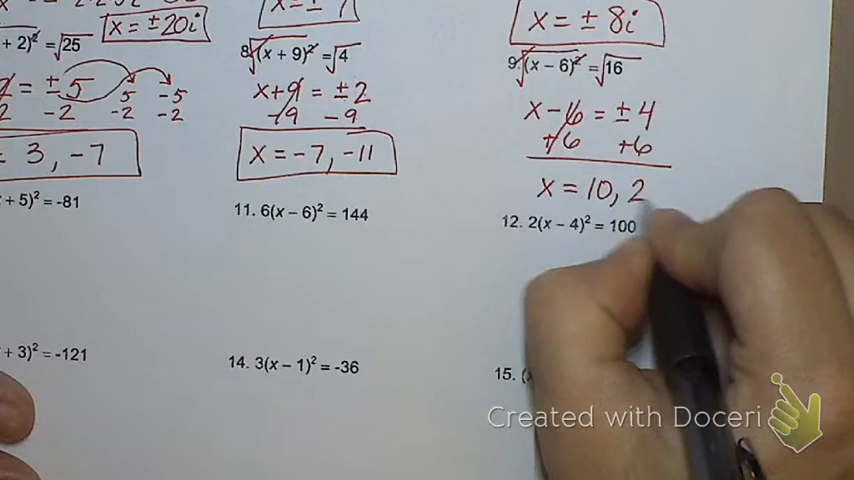 x = ±20i
x = ± 7
x = ± 8i
+ 2)² = √25
8. √(x + 9)² = √4
9. √(x – 6)² = √16
= ± 5
5 -5
2 -2 -2 -2
x+9 = ±2
-9 -9
x - 6 = ± 4
+6 +6
= 3, -7
x = -7, -11
x = 10, 2
+ 5)² = -81
11. 6(x – 6)² = 144
12. 2(x – 4)² = 100
+ 3)² = -121
14. 3(x – 1)² = -36
15. (
Created with Doceri